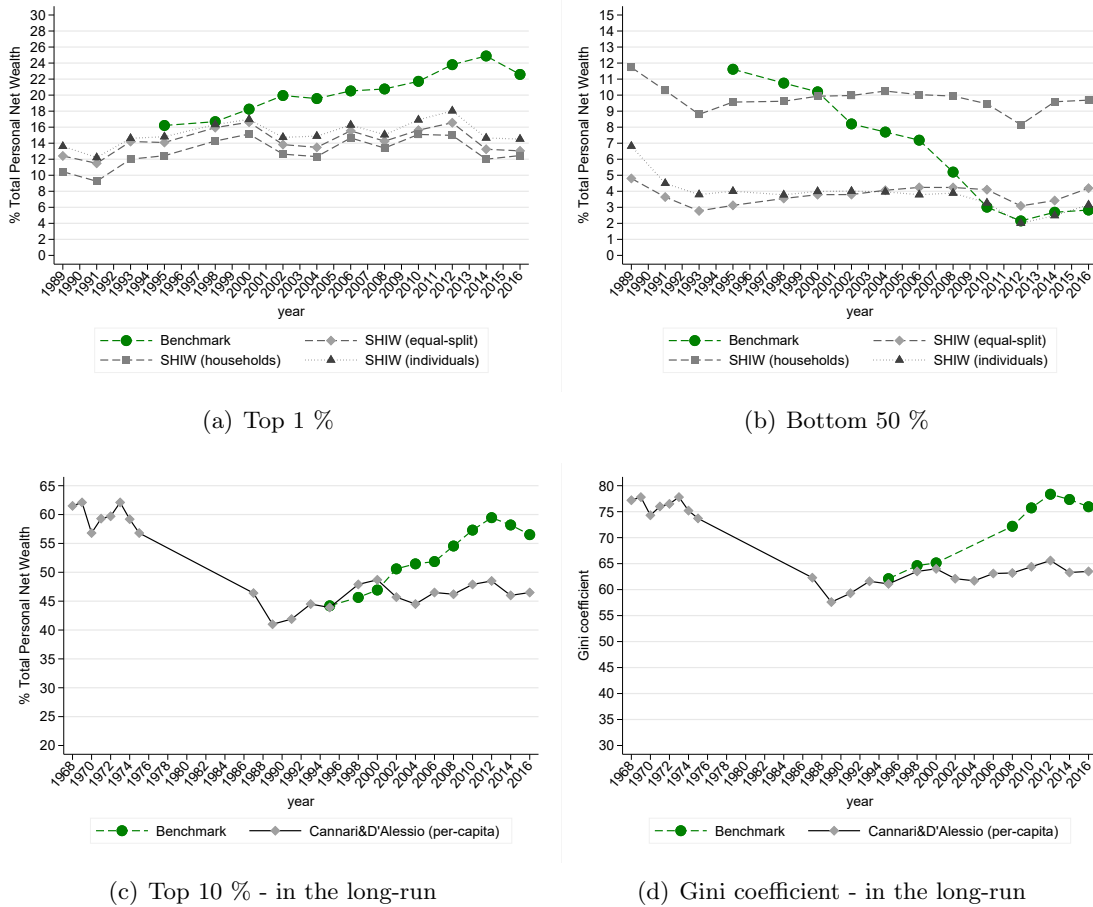 % Total Personal Net Wealth
30
28
26
24
22
20
18
16
14
12
10
8
6
4
2
0
1989 1990 1991 1992 1993 1994 1995 1996 1997 1998 1999 2000 2001 2002 2003 2004 2005 2006 2007 2008 2009 2010 2011 2012 2013 2014 2015 2016
year
Benchmark SHIW (equal-split)
SHIW (households) SHIW (individuals)
(a) Top 1 %
% Total Personal Net Wealth
15
14
13
12
11
10
9
8
7
6
5
4
3
2
1
0
1989 1990 1991 1992 1993 1994 1995 1996 1997 1998 1999 2000 2001 2002 2003 2004 2005 2006 2007 2008 2009 2010 2011 2012 2013 2014 2015 2016
year
Benchmark SHIW (equal-split)
SHIW (households) SHIW (individuals)
(b) Bottom 50 %
% Total Personal Net Wealth
65
60
55
50
45
40
35
30
25
20
1968 1970 1972 1974 1976 1978 1980 1982 1984 1986 1988 1990 1992 1994 1996 1998 2000 2002 2004 2006 2008 2010 2012 2014 2016
year
Benchmark Cannari&D'Alessio (per-capita)
(c) Top 10 % - in the long-run
Gini coefficient
80
75
70
65
60
55
50
45
40
35
30
1968 1970 1972 1974 1976 1978 1980 1982 1984 1986 1988 1990 1992 1994 1996 1998 2000 2002 2004 2006 2008 2010 2012 2014 2016
year
Benchmark Cannari&D'Alessio (per-capita)
(d) Gini coefficient - in the long-run